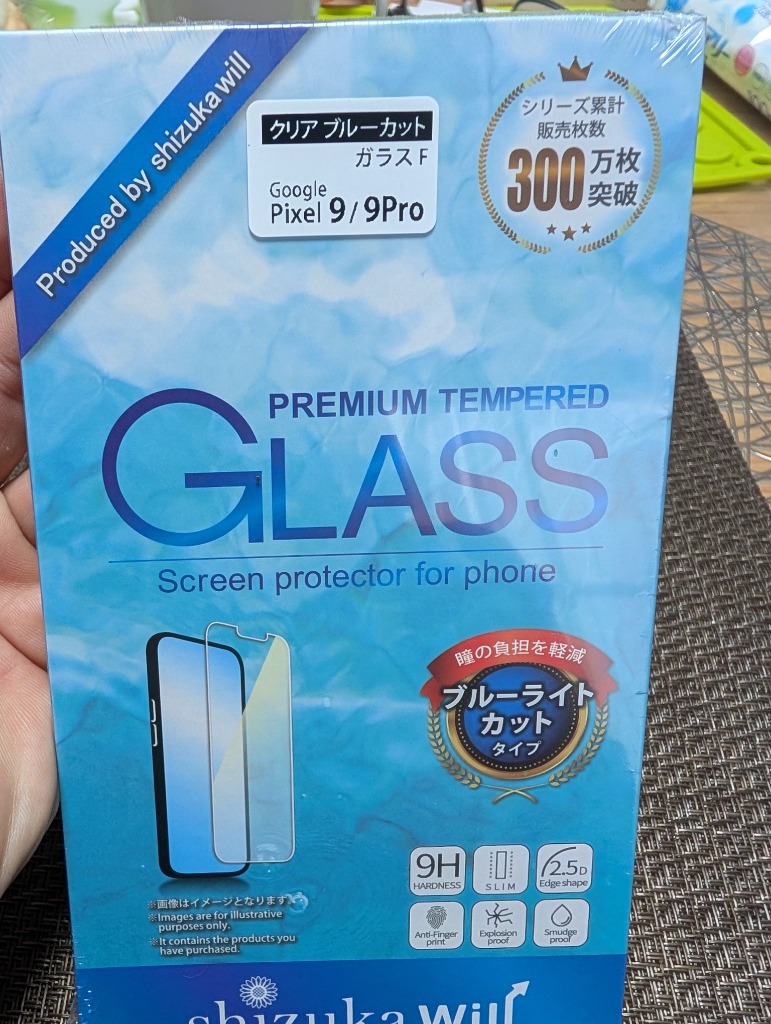 Produced by shizuka will
クリア ブルーカット
ガラス F
Google
Pixel 9 / 9Pro
シリーズ累計
販売枚数
300万枚
突破
PREMIUM TEMPERED
GLASS
Screen protector for phone
瞳の負担を軽減
ブルーライト
カット
タイプ
9H
HARDNESS
SLIM
2.5D
Edge shape
Anti-Finger
print
Explosion
proof
Smudge
proof
※画像はイメージとなります。
※Images are for illustrative
purposes only.
※It contains the products you
have purchased.
shizuka will